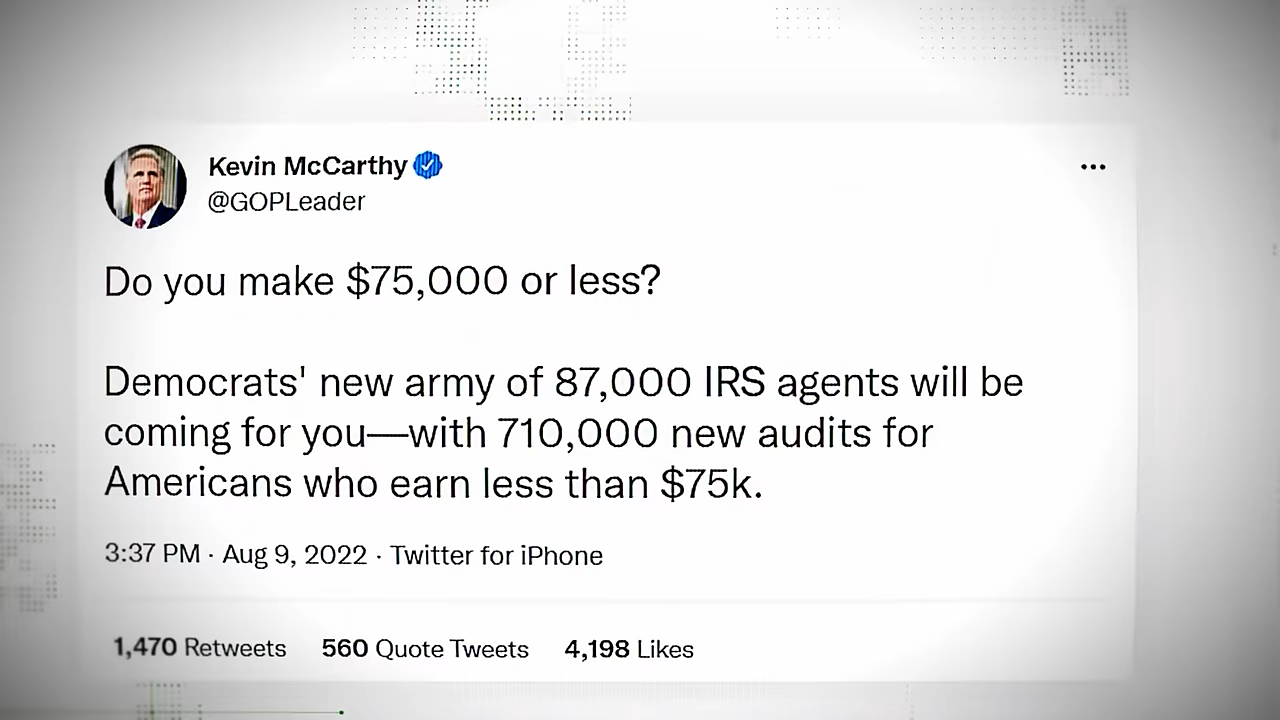 Kevin McCarthy
@GOPLeader
Do you make $75,000 or less?
Democrats' new army of 87,000 IRS agents will be
coming for you—with 710,000 new audits for
Americans who earn less than $75k.
3:37 PM · Aug 9, 2022 · Twitter for iPhone
1,470 Retweets 560 Quote Tweets 4,198 Likes